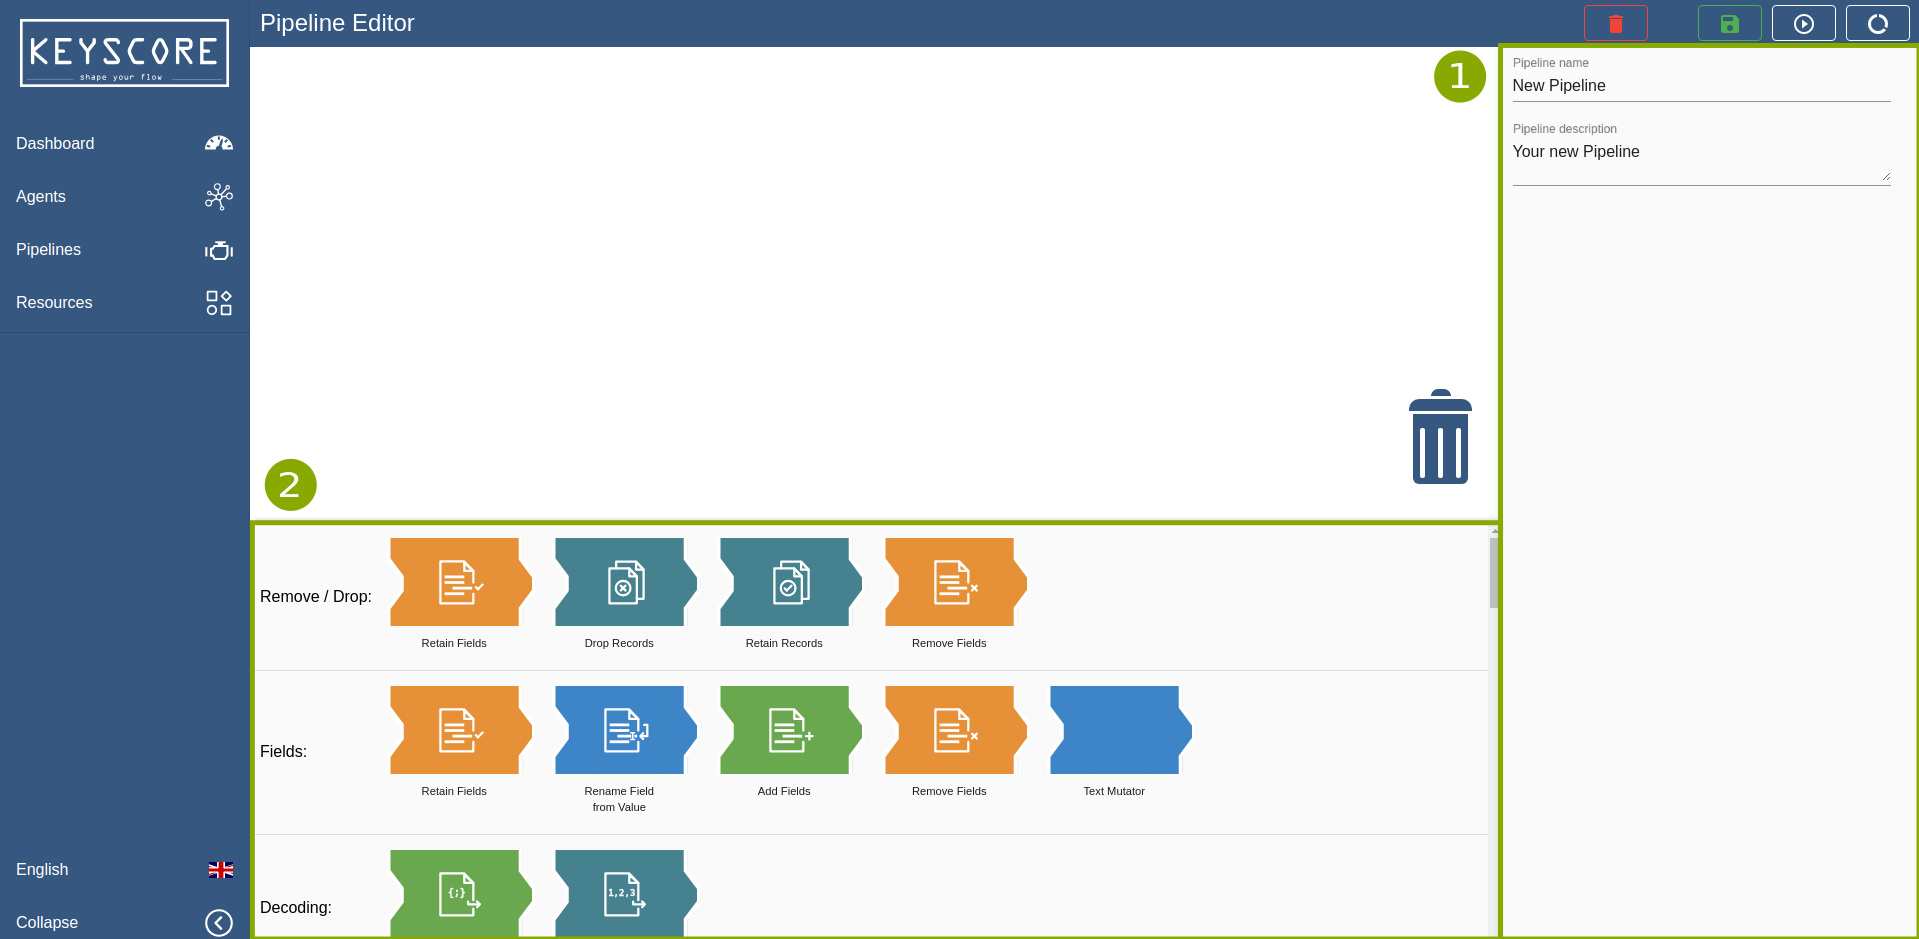 KEYSCORE
shape your flow
Dashboard
Agents
Pipelines
Resources
English
Collapse
Pipeline Editor
1
2
Pipeline name
New Pipeline
Pipeline description
Your new Pipeline
Remove / Drop:
Retain Fields
Drop Records
Retain Records
Remove Fields
Fields:
Retain Fields
Rename Field
from Value
Add Fields
Remove Fields
Text Mutator
Decoding:
{;}
1,2,3